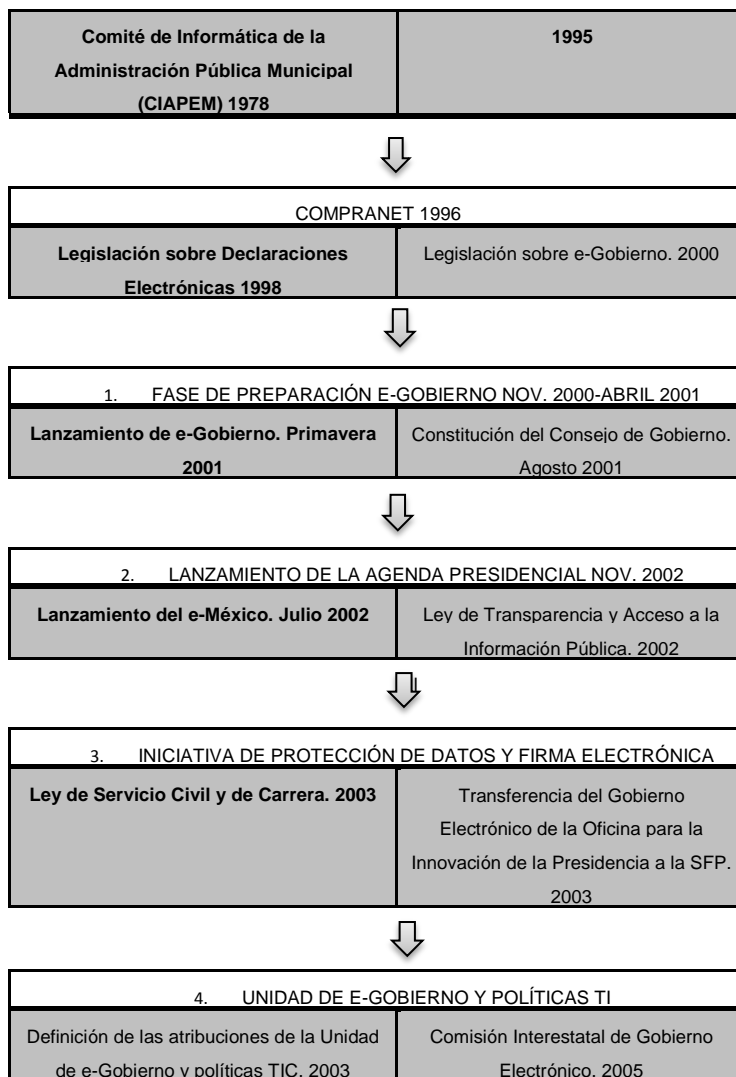 Comité de Informática de la
Administración Pública Municipal
(CIAPEM) 1978
1995
COMPRANET 1996
Legislación sobre Declaraciones
Electrónicas 1998
Legislación sobre e-Gobierno. 2000
1. FASE DE PREPARACIÓN E-GOBIERNO NOV. 2000-ABRIL 2001
Lanzamiento de e-Gobierno. Primavera
2001
Constitución del Consejo de Gobierno.
Agosto 2001
2. LANZAMIENTO DE LA AGENDA PRESIDENCIAL NOV. 2002
Lanzamiento del e-México. Julio 2002
Ley de Transparencia y Acceso a la
Información Pública. 2002
3. INICIATIVA DE PROTECCIÓN DE DATOS Y FIRMA ELECTRÓNICA
Ley de Servicio Civil y de Carrera. 2003
Transferencia del Gobierno
Electrónico de la Oficina para la
Innovación de la Presidencia a la SFP.
2003
4. UNIDAD DE E-GOBIERNO Y POLÍTICAS TI
Definición de las atribuciones de la Unidad
de e-Gobierno y políticas TIC. 2003
Comisión Interestatal de Gobierno
Electrónico. 2005